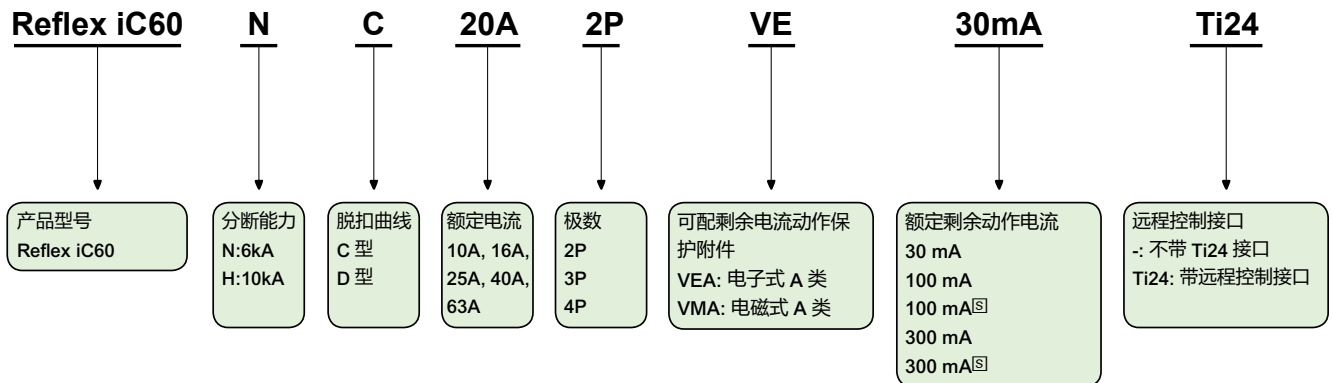 Reflex iC60 N C 20A 2P VE 30mA Ti24
产品型号
Reflex iC60
分断能力
N:6kA
H:10kA
脱扣曲线
C 型
D 型
额定电流
10A, 16A,
25A, 40A,
63A
极数
2P
3P
4P
可配剩余电流动作保
护附件
VEA: 电子式 A 类
VMA: 电磁式 A 类
额定剩余动作电流
30 mA
100 mA
100 mA🅂
300 mA
300 mA🅂
远程控制接口
-: 不带 Ti24 接口
Ti24: 带远程控制接口